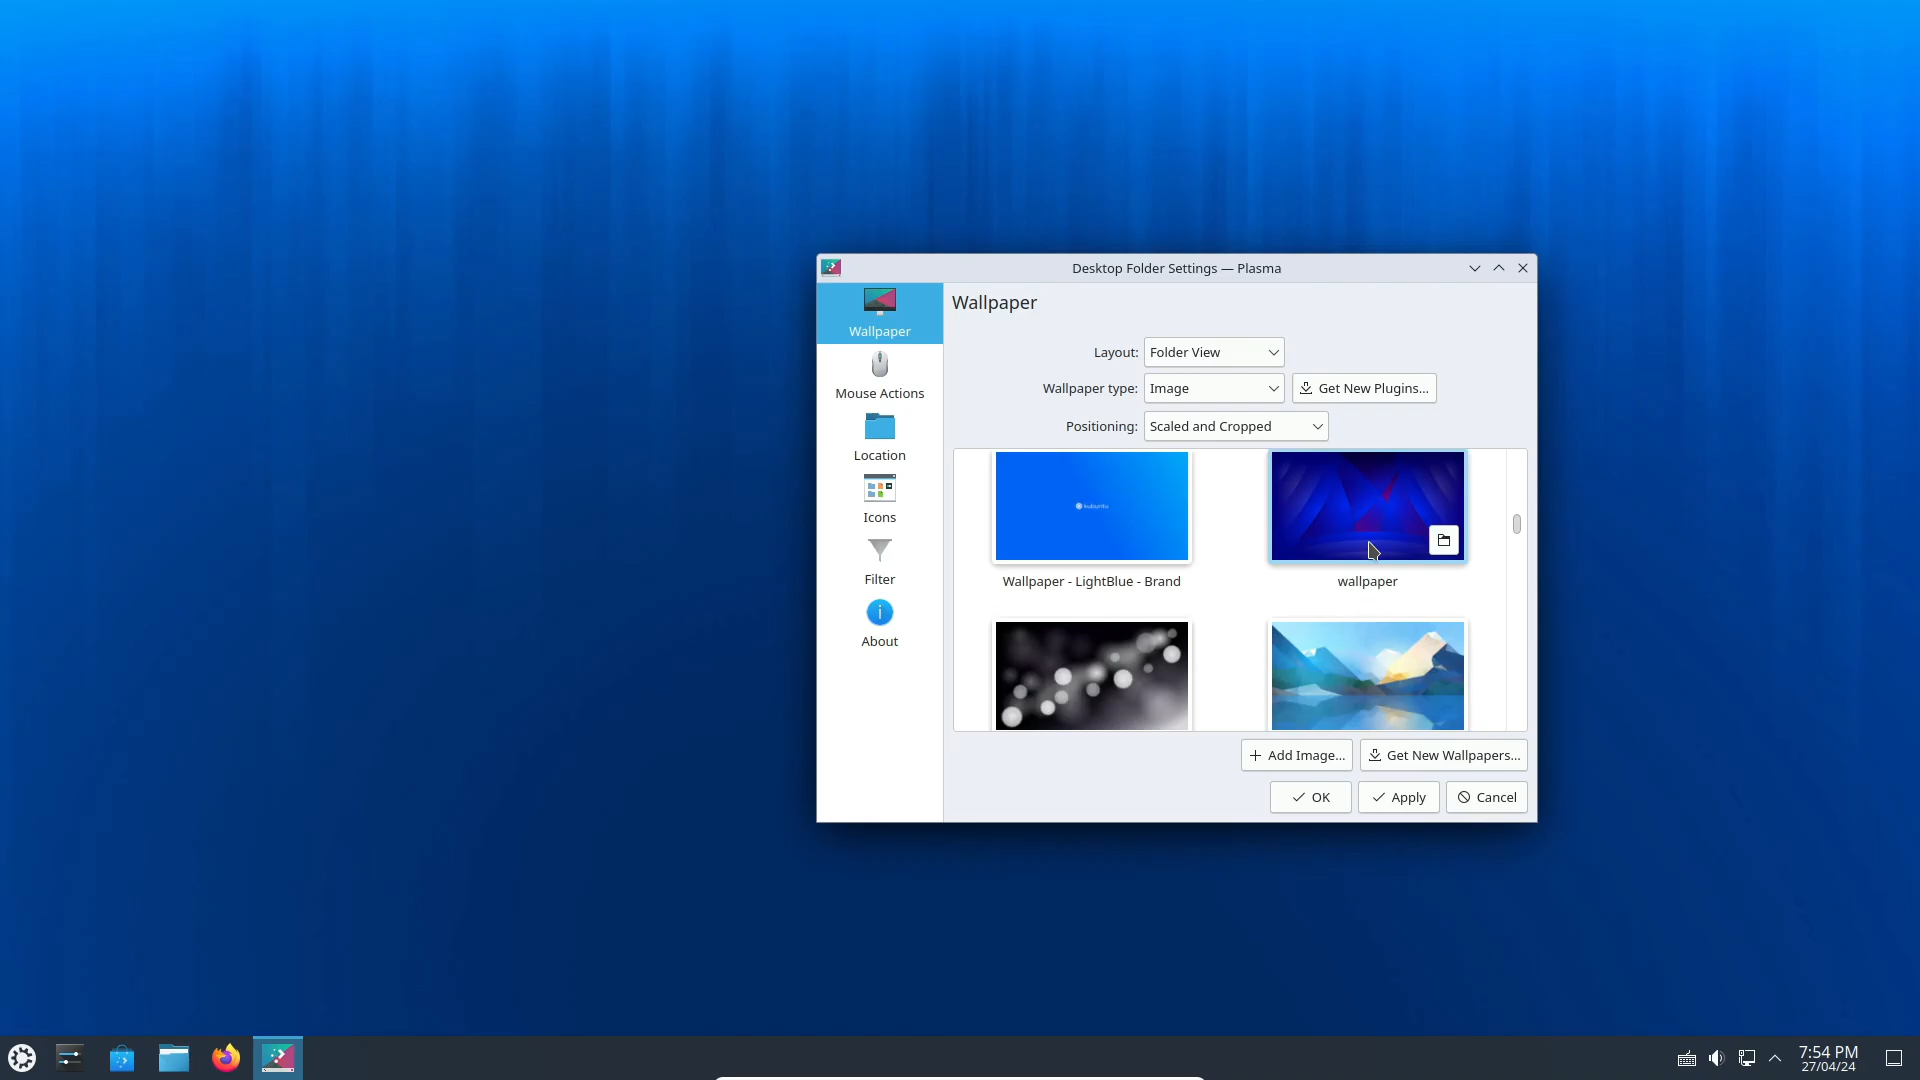 Desktop Folder Settings — Plasma
Wallpaper
Mouse Actions
Location
Icons
Filter
About
Wallpaper
Layout: Folder View
Wallpaper type: Image Get New Plugins...
Positioning: Scaled and Cropped
kubuntu
Wallpaper - LightBlue - Brand
wallpaper
Add Image... Get New Wallpapers...
OK Apply Cancel
7:54 PM
27/04/24